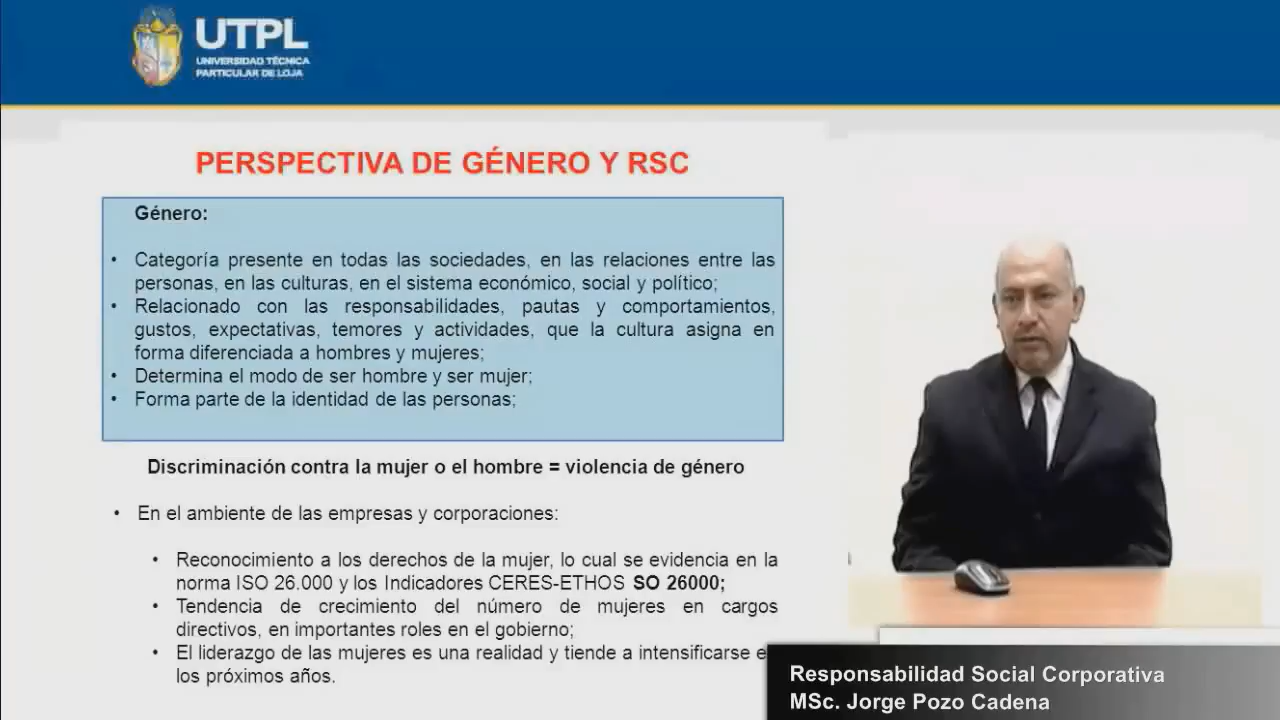 UTPL
UNIVERSIDAD TÉCNICA
PARTICULAR DE LOJA
PERSPECTIVA DE GÉNERO Y RSC
Género:
• Categoría presente en todas las sociedades, en las relaciones entre las
personas, en las culturas, en el sistema económico, social y político;
• Relacionado con las responsabilidades, pautas y comportamientos,
gustos, expectativas, temores y actividades, que la cultura asigna en
forma diferenciada a hombres y mujeres;
• Determina el modo de ser hombre y ser mujer;
• Forma parte de la identidad de las personas;
Discriminación contra la mujer o el hombre = violencia de género
• En el ambiente de las empresas y corporaciones:
• Reconocimiento a los derechos de la mujer, lo cual se evidencia en la
norma ISO 26.000 y los Indicadores CERES-ETHOS SO 26000;
• Tendencia de crecimiento del número de mujeres en cargos
directivos, en importantes roles en el gobierno;
• El liderazgo de las mujeres es una realidad y tiende a intensificarse e
los próximos años.
Responsabilidad Social Corporativa
MSc. Jorge Pozo Cadena